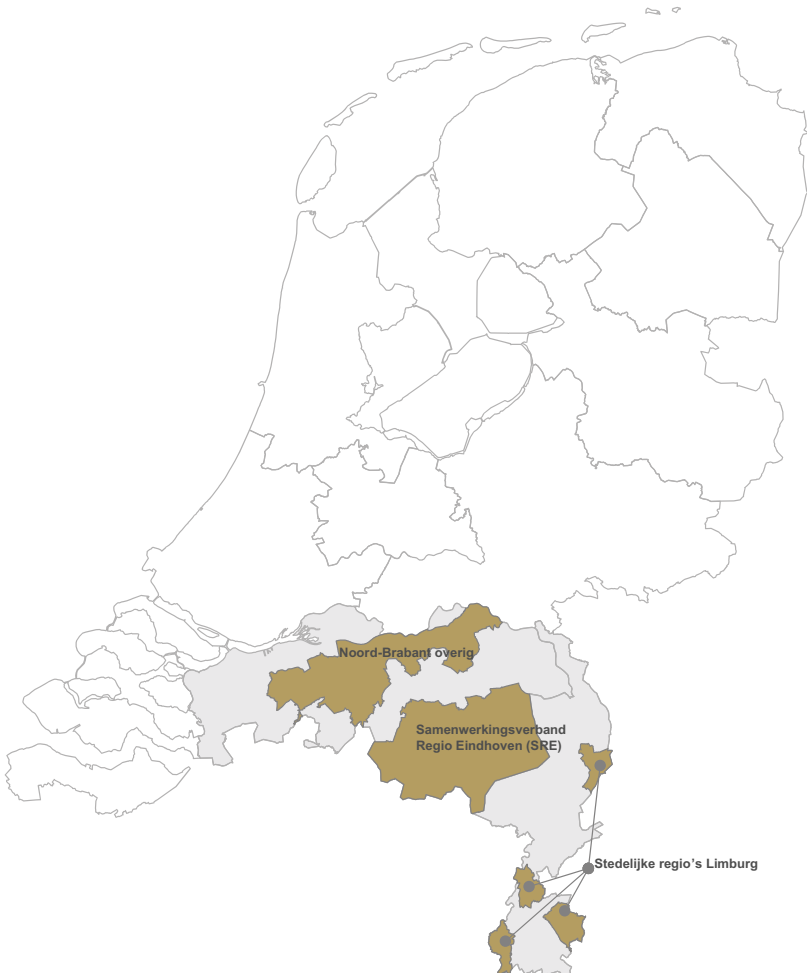 Noord-Brabant overig
Samenwerkingsverband
Regio Eindhoven (SRE)
Stedelijke regio’s Limburg